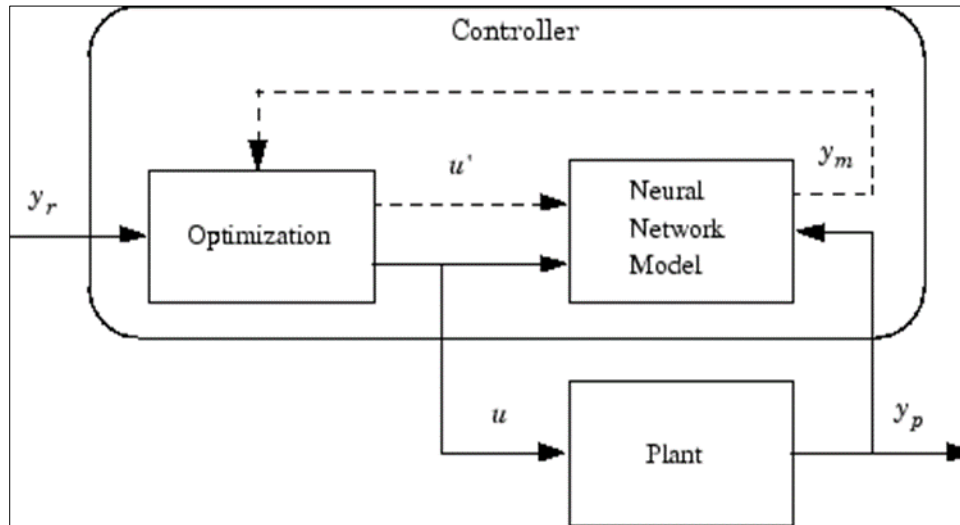 Controller
u'
y_m
y_r
Optimization
Neural
Network
Model
u
Plant
y_p